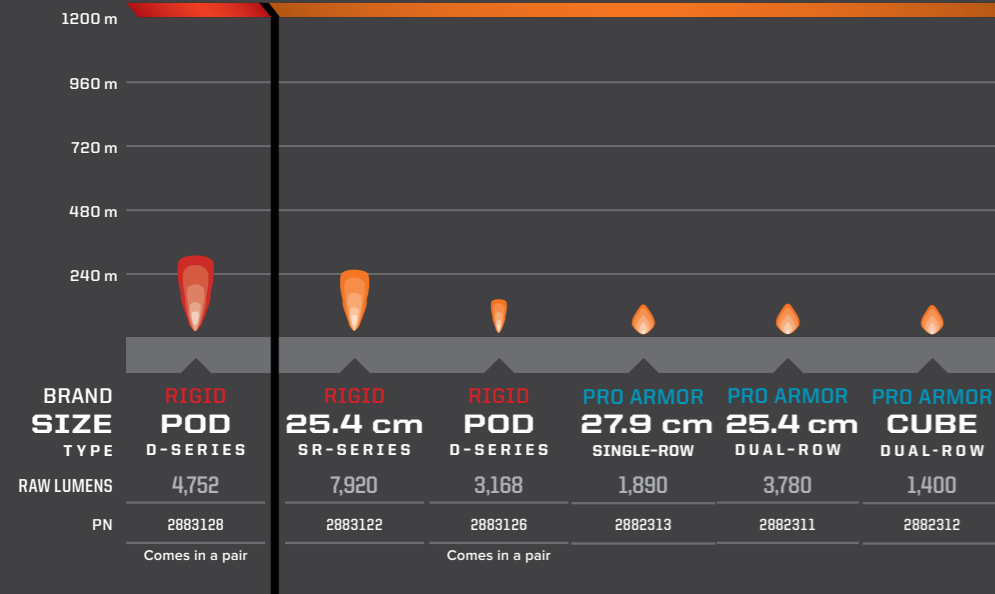 1200 m
960 m
720 m
480 m
240 m
BRAND RIGID RIGID RIGID PRO ARMOR PRO ARMOR PRO ARMOR
SIZE POD 25.4 cm POD 27.9 cm 25.4 cm CUBE
TYPE D-SERIES SR-SERIES D-SERIES SINGLE-ROW DUAL-ROW DUAL-ROW
RAW LUMENS 4,752 7,920 3,168 1,890 3,780 1,400
PN 2883128 2883122 2883126 2882313 2882311 2882312
Comes in a pair Comes in a pair